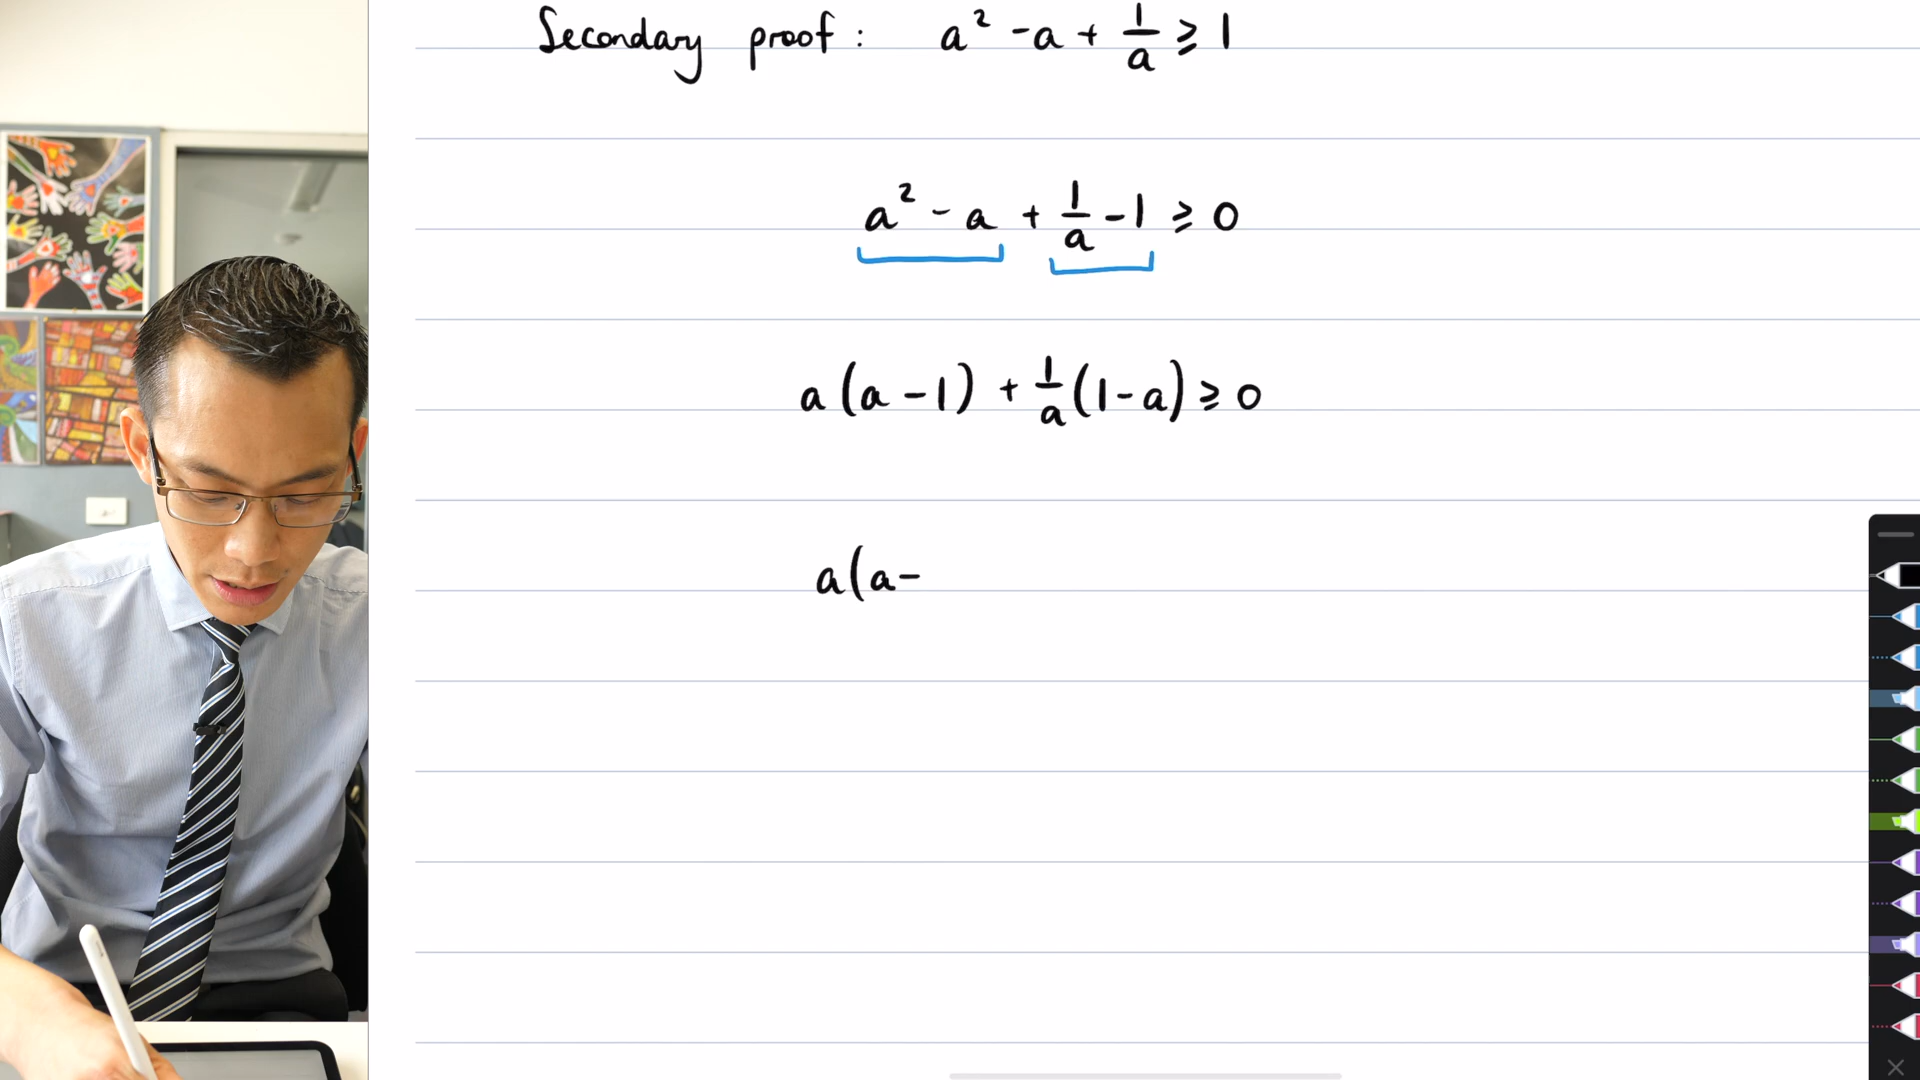 Secondary proof: a² - a + 1/a ≥ 1
a² - a + 1/a - 1 ≥ 0
a(a - 1) + 1/a(1 - a) ≥ 0
a(a -